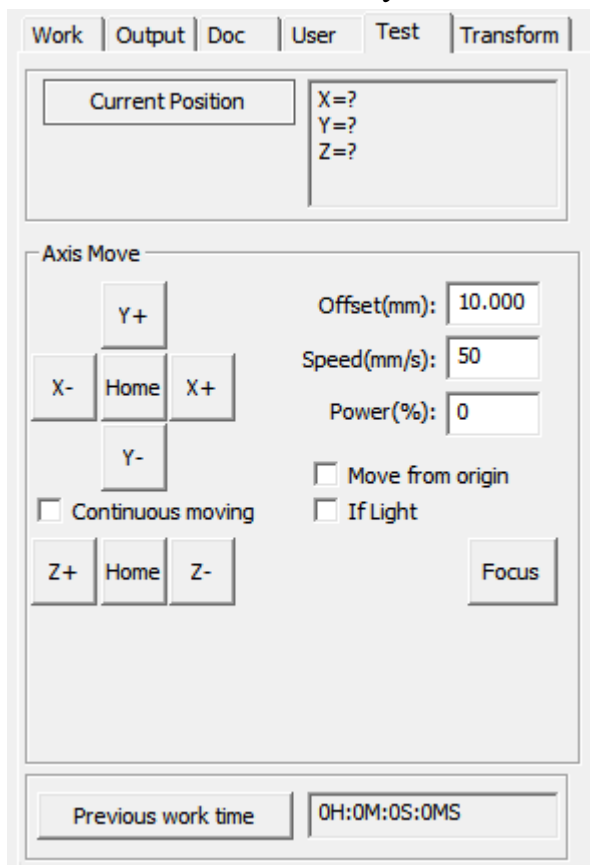 Work Output Doc User Test Transform
Current Position
X=?
Y=?
Z=?
Axis Move
Y+
Offset(mm): 10.000
X- Home X+
Speed(mm/s): 50
Power(%): 0
Y-
Move from origin
Continuous moving
If Light
Z+ Home Z-
Focus
Previous work time 0H:0M:0S:0MS